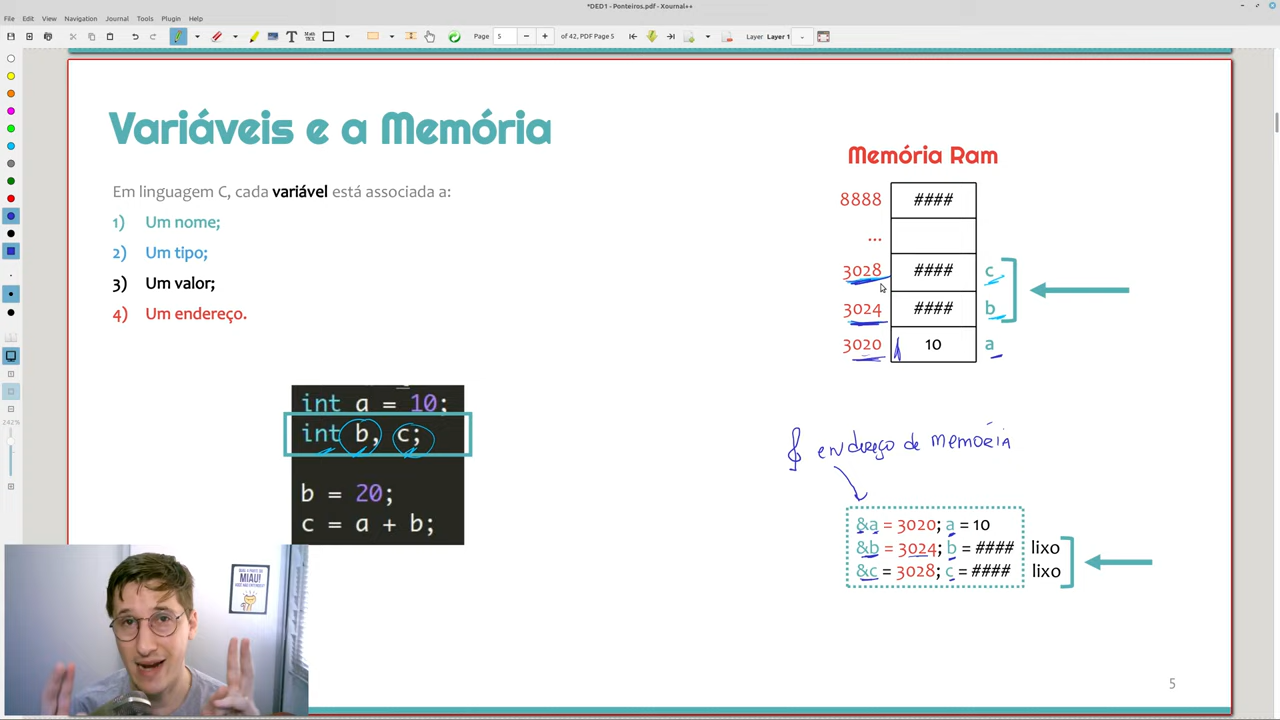 *DED1 - Ponteiros.pdf - Xournal++
File Edit View Navigation Journal Tools Plugin Help
Page 5 of 42, PDF Page 5 Layer Layer 1
242%
Variáveis e a Memória
Em linguagem C, cada variável está associada a:
1) Um nome;
2) Um tipo;
3) Um valor;
4) Um endereço.
int a = 10;
int b, c;
b = 20;
c = a + b;
Memória Ram
8888 ####
...
3028 #### c
3024 #### b
3020 10 a
& endereço de memória
&a = 3020; a = 10
&b = 3024; b = #### lixo
&c = 3028; c = #### lixo
MIAU!
5